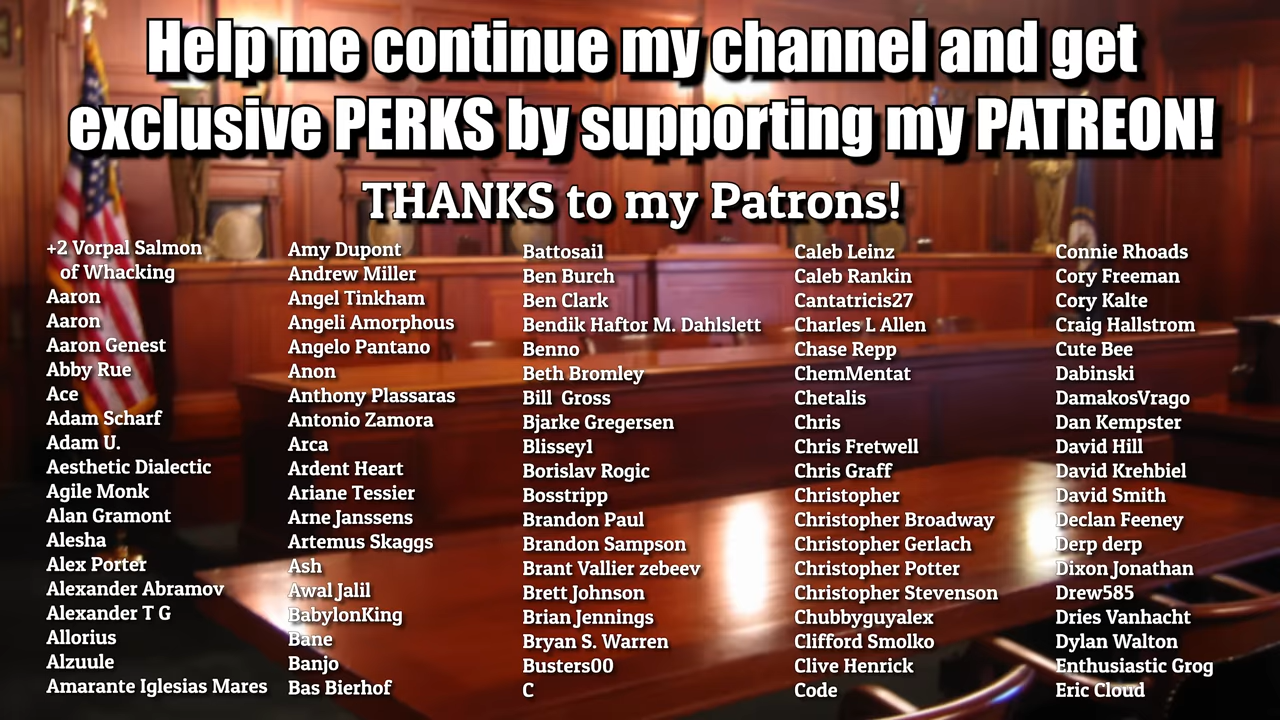 Help me continue my channel and get
exclusive PERKS by supporting my PATREON!
THANKS to my Patrons!
+2 Vorpal Salmon
of Whacking
Aaron
Aaron
Aaron Genest
Abby Rue
Ace
Adam Scharf
Adam U.
Aesthetic Dialectic
Agile Monk
Alan Gramont
Alesha
Alex Porter
Alexander Abramov
Alexander T G
Allorius
Alzuule
Amarante Iglesias Mares
Amy Dupont
Andrew Miller
Angel Tinkham
Angeli Amorphous
Angelo Pantano
Anon
Anthony Plassaras
Antonio Zamora
Arca
Ardent Heart
Ariane Tessier
Arne Janssens
Artemus Skaggs
Ash
Awal Jalil
BabylonKing
Bane
Banjo
Bas Bierhof
Battosai1
Ben Burch
Ben Clark
Bendik Haftor M. Dahlslett
Benno
Beth Bromley
Bill  Gross
Bjarke Gregersen
Blissey1
Borislav Rogic
Bosstripp
Brandon Paul
Brandon Sampson
Brant Vallier zebeev
Brett Johnson
Brian Jennings
Bryan S. Warren
Busters00
C
Caleb Leinz
Caleb Rankin
Cantatricis27
Charles L Allen
Chase Repp
ChemMentat
Chetalis
Chris
Chris Fretwell
Chris Graff
Christopher
Christopher Broadway
Christopher Gerlach
Christopher Potter
Christopher Stevenson
Chubbyguyalex
Clifford Smolko
Clive Henrick
Code
Connie Rhoads
Cory Freeman
Cory Kalte
Craig Hallstrom
Cute Bee
Dabinski
DamakosVrago
Dan Kempster
David Hill
David Krehbiel
David Smith
Declan Feeney
Derp derp
Dixon Jonathan
Drew585
Dries Vanhacht
Dylan Walton
Enthusiastic Grog
Eric Cloud